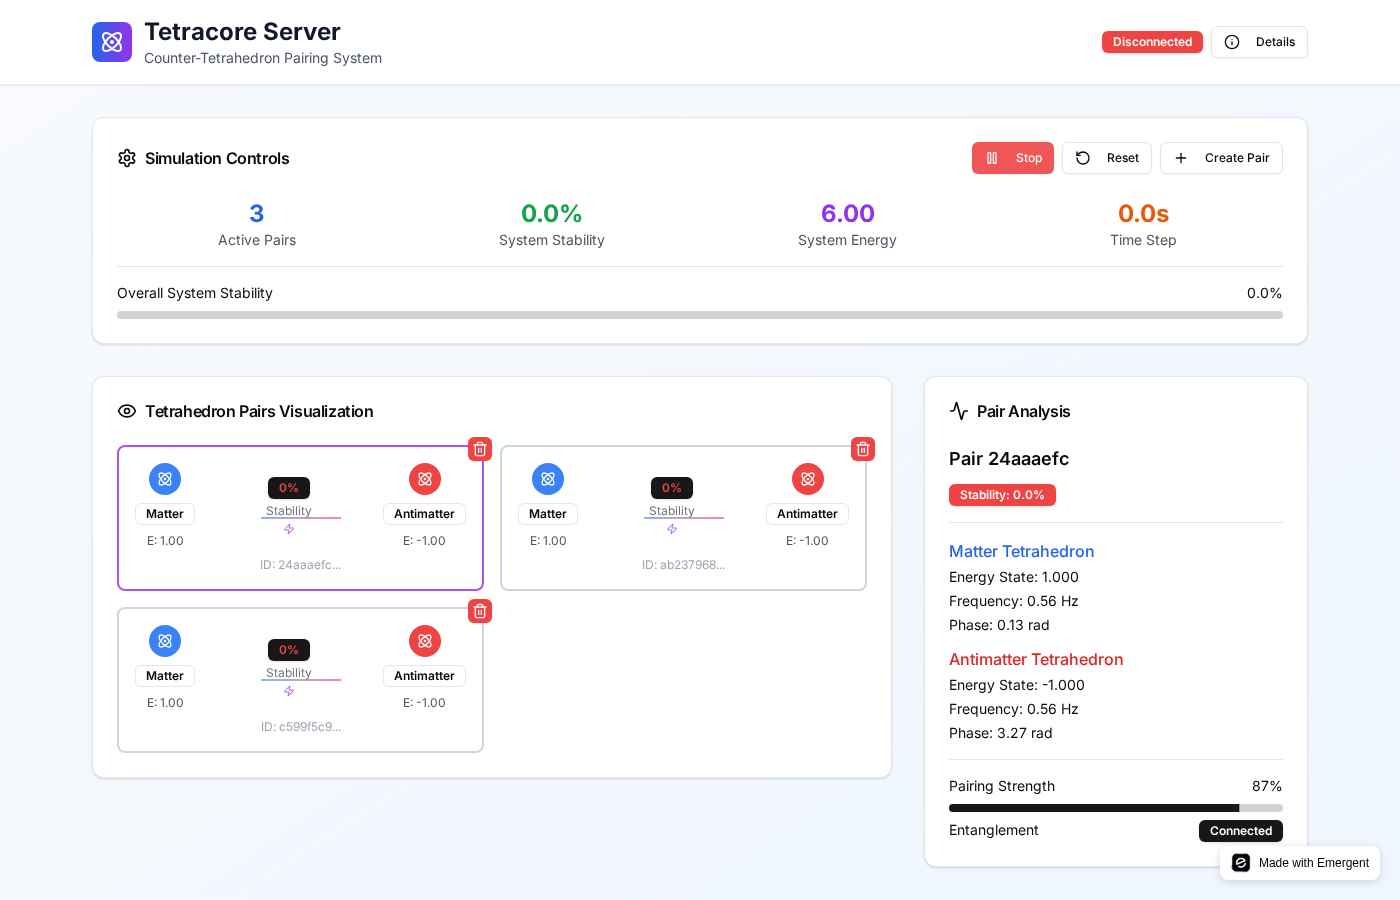 Tetracore Server
Counter-Tetrahedron Pairing System
Disconnected
Details
Simulation Controls
Stop
Reset
Create Pair
3
Active Pairs
0.0%
System Stability
6.00
System Energy
0.0s
Time Step
Overall System Stability
0.0%
Tetrahedron Pairs Visualization
Matter
E: 1.00
0%
Stability
Antimatter
E: -1.00
ID: 24aaaefc...
Matter
E: 1.00
0%
Stability
Antimatter
E: -1.00
ID: ab237968...
Matter
E: 1.00
0%
Stability
Antimatter
E: -1.00
ID: c599f5c9...
Pair Analysis
Pair 24aaaefc
Stability: 0.0%
Matter Tetrahedron
Energy State: 1.000
Frequency: 0.56 Hz
Phase: 0.13 rad
Antimatter Tetrahedron
Energy State: -1.000
Frequency: 0.56 Hz
Phase: 3.27 rad
Pairing Strength
87%
Entanglement
Connected
Made with Emergent